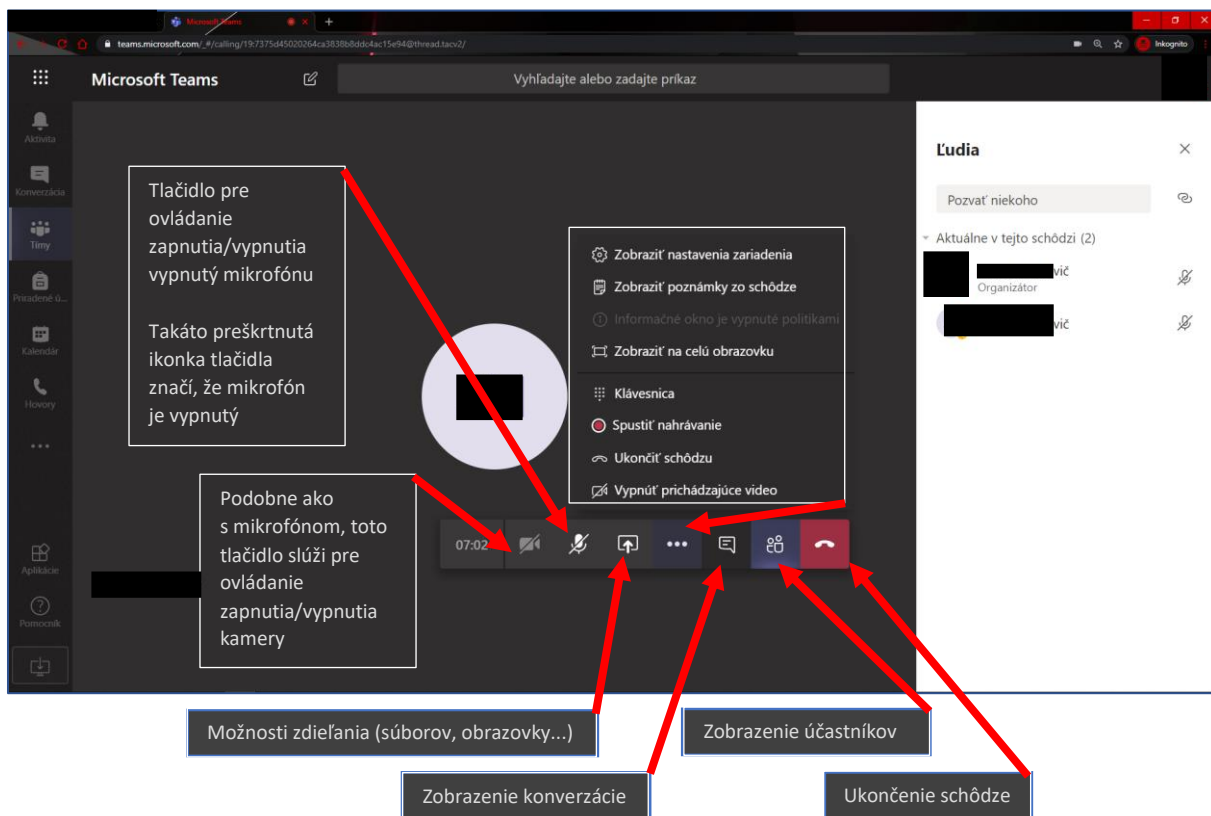 Microsoft Teams
teams.microsoft.com/_#/calling/19:7375d45020264ca3838b8ddc4ac15e94@thread.tacv2/
Inkognito
Microsoft Teams
Vyhľadajte alebo zadajte príkaz
Aktivita
Konverzácia
Tímy
Priradené ú...
Kalendár
Hovory
Aplikácie
Pomocník
Tlačidlo pre
ovládanie
zapnutia/vypnutia
vypnutý mikrofónu
Takáto preškrtnutá
ikonka tlačidla
značí, že mikrofón
je vypnutý
Podobne ako
s mikrofónom, toto
tlačidlo slúži pre
ovládanie
zapnutia/vypnutia
kamery
Zobraziť nastavenia zariadenia
Zobraziť poznámky zo schôdze
Informačné okno je vypnuté politikami
Zobraziť na celú obrazovku
Klávesnica
Spustiť nahrávanie
Ukončiť schôdzu
Vypnúť prichádzajúce video
07:02
Ľudia
Pozvať niekoho
Aktuálne v tejto schôdzi (2)
vič
Organizátor
vič
Možnosti zdieľania (súborov, obrazovky...)
Zobrazenie účastníkov
Zobrazenie konverzácie
Ukončenie schôdze